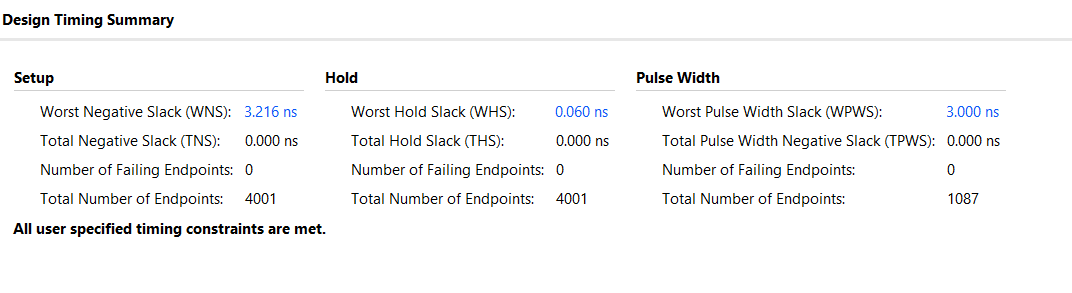 Design Timing Summary
Setup Hold Pulse Width
Worst Negative Slack (WNS): 3.216 ns Worst Hold Slack (WHS): 0.060 ns Worst Pulse Width Slack (WPWS): 3.000 ns
Total Negative Slack (TNS): 0.000 ns Total Hold Slack (THS): 0.000 ns Total Pulse Width Negative Slack (TPWS): 0.000 ns
Number of Failing Endpoints: 0 Number of Failing Endpoints: 0 Number of Failing Endpoints: 0
Total Number of Endpoints: 4001 Total Number of Endpoints: 4001 Total Number of Endpoints: 1087
All user specified timing constraints are met.